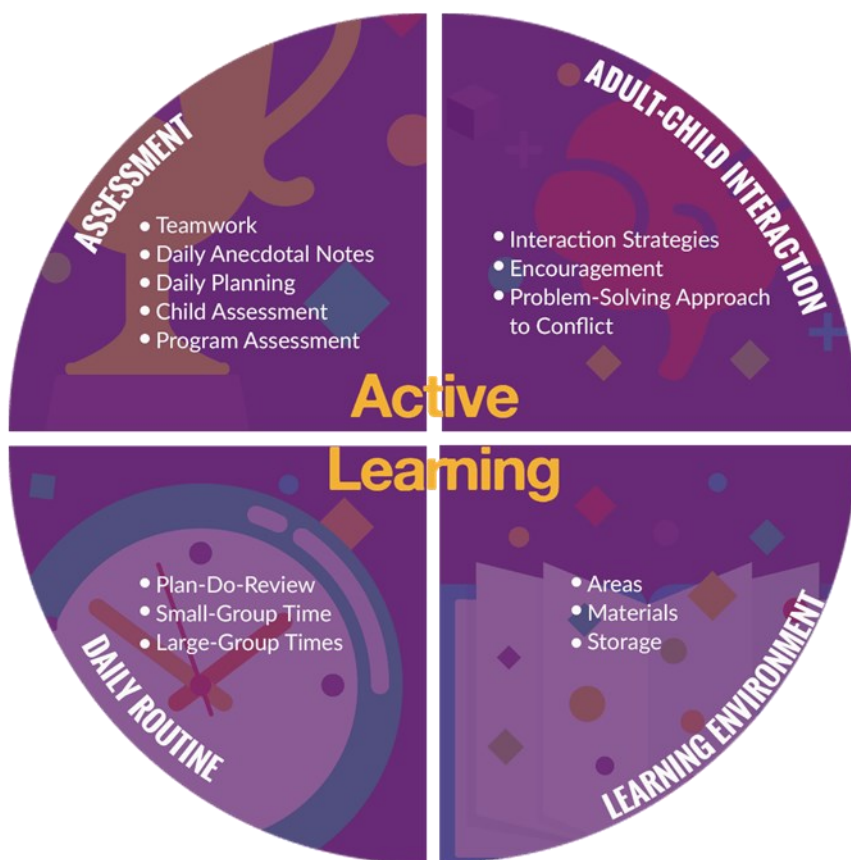 ASSESSMENT
• Teamwork
• Daily Anecdotal Notes
• Daily Planning
• Child Assessment
• Program Assessment
ADULT-CHILD INTERACTION
• Interaction Strategies
• Encouragement
• Problem-Solving Approach
to Conflict
Active
Learning
DAILY ROUTINE
• Plan-Do-Review
• Small-Group Time
• Large-Group Times
LEARNING ENVIRONMENT
• Areas
• Materials
• Storage